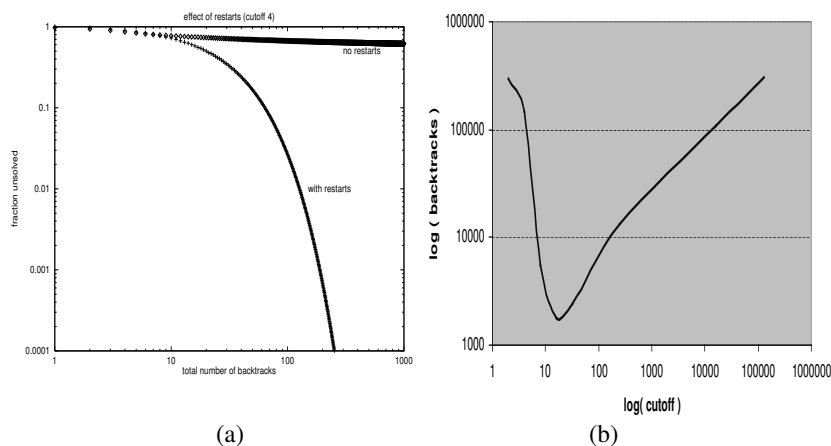 effect of restarts (cutoff 4)
1
0.1
0.01
0.001
0.0001
1
10
100
1000
fraction unsolved
total number of backtracks
no restarts
with restarts
(a)
1000000
100000
10000
1000
1
10
100
1000
10000
100000
1000000
log ( backtracks )
log( cutoff )
(b)